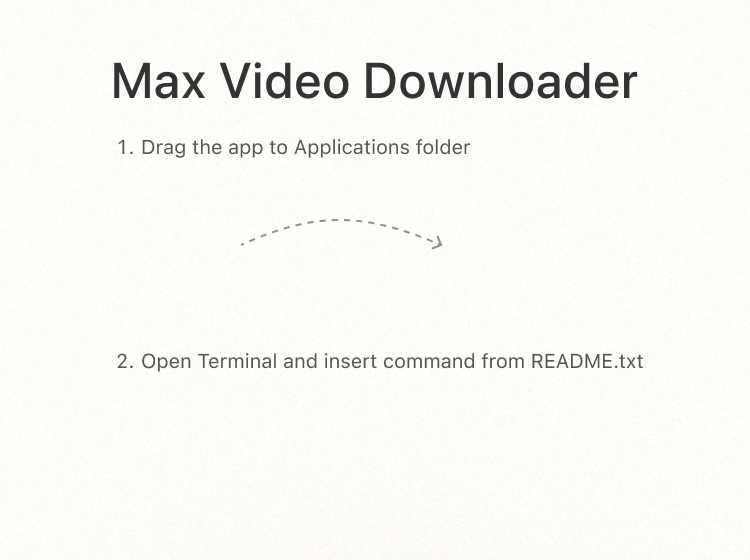 Max Video Downloader
1. Drag the app to Applications folder
2. Open Terminal and insert command from README.txt